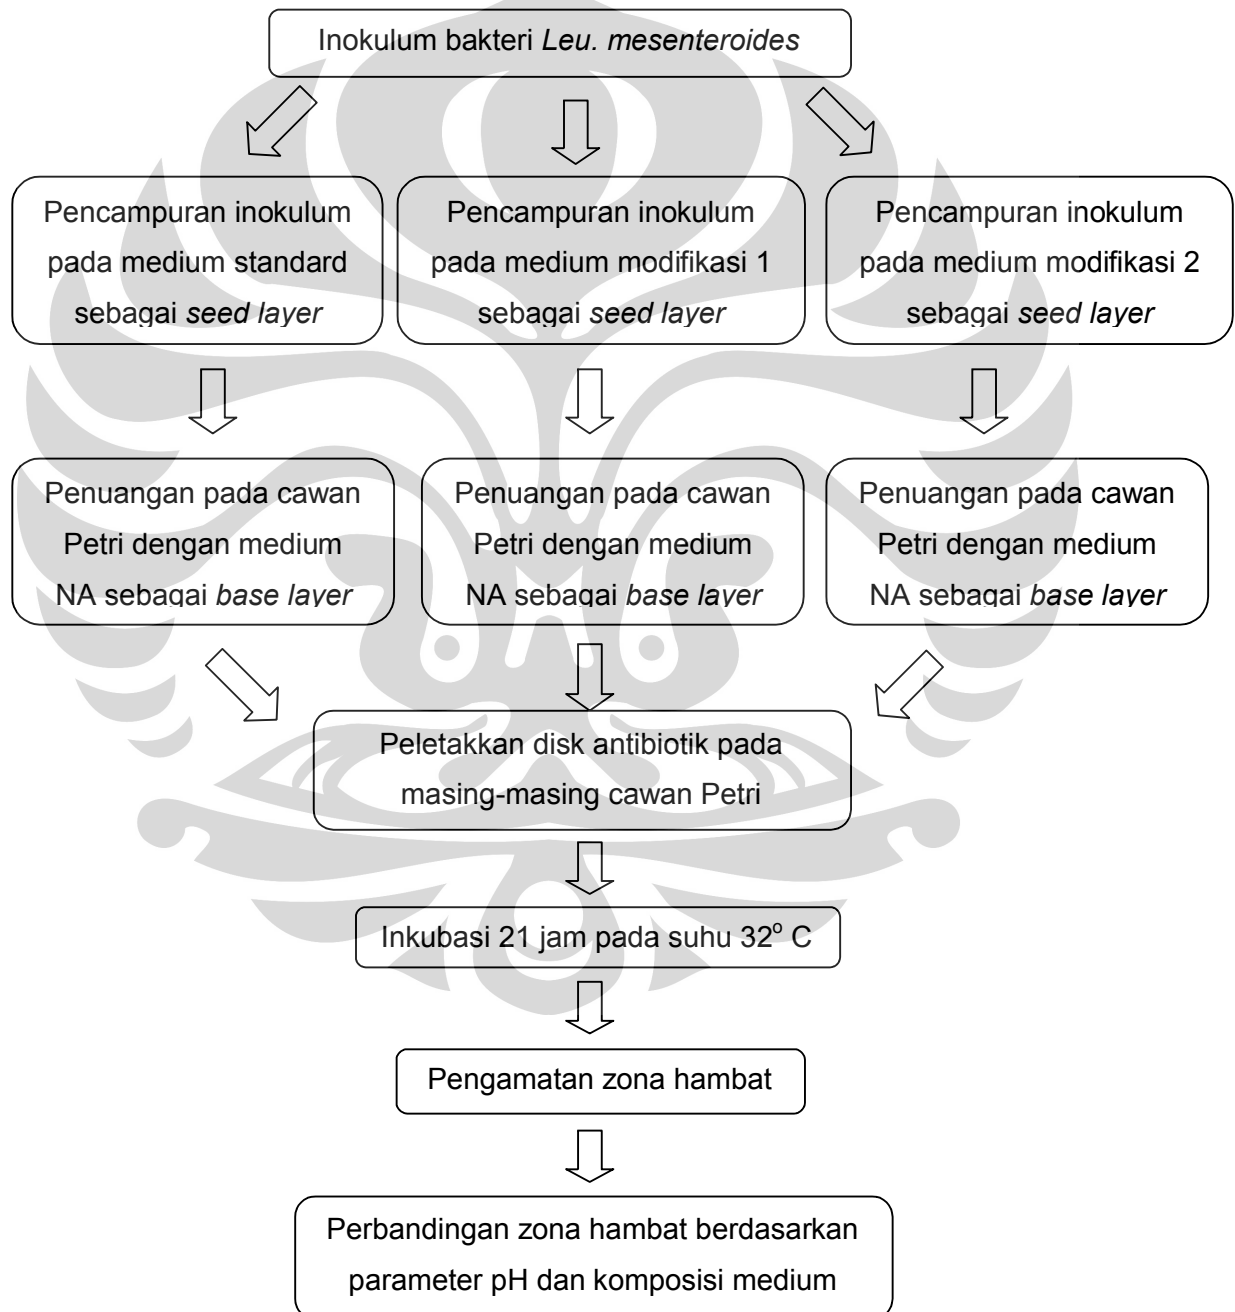 Inokulum bakteri Leu. mesenteroides
Pencampuran inokulum
pada medium standard
sebagai seed layer
Pencampuran inokulum
pada medium modifikasi 1
sebagai seed layer
Pencampuran inokulum
pada medium modifikasi 2
sebagai seed layer
Penuangan pada cawan
Petri dengan medium
NA sebagai base layer
Penuangan pada cawan
Petri dengan medium
NA sebagai base layer
Penuangan pada cawan
Petri dengan medium
NA sebagai base layer
Peletakkan disk antibiotik pada
masing-masing cawan Petri
Inkubasi 21 jam pada suhu 32° C
Pengamatan zona hambat
Perbandingan zona hambat berdasarkan
parameter pH dan komposisi medium